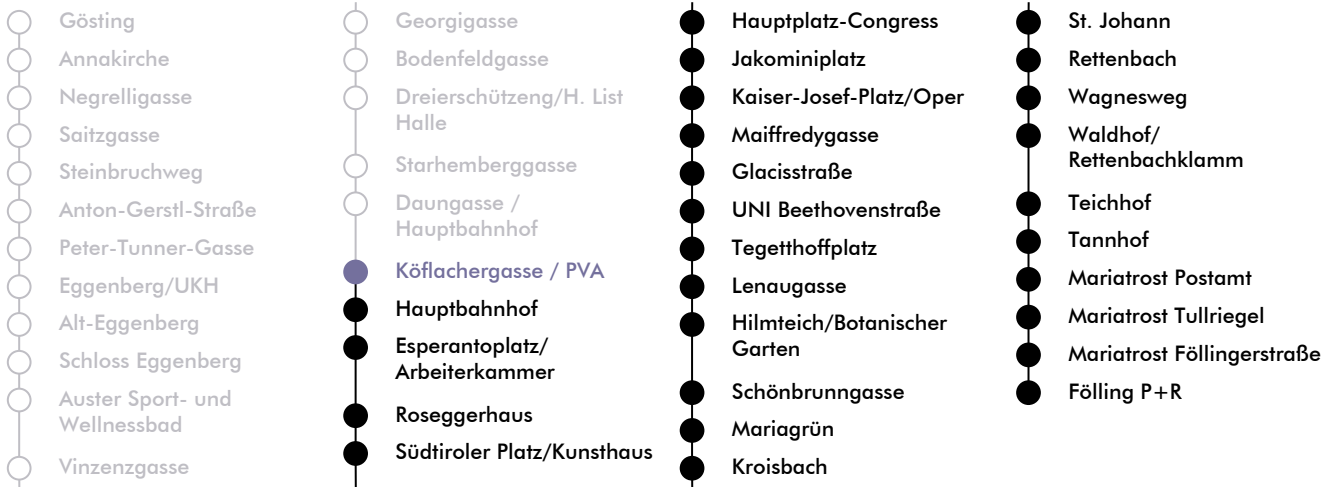 Gösting
Annakirche
Negrelligasse
Saitzgasse
Steinbruchweg
Anton-Gerstl-Straße
Peter-Tunner-Gasse
Eggenberg/UKH
Alt-Eggenberg
Schloss Eggenberg
Auster Sport- und
Wellnessbad
Vinzenzgasse
Georgigasse
Bodenfeldgasse
Dreierschützeng/H. List
Halle
Starhemberggasse
Daungasse /
Hauptbahnhof
Köflachergasse / PVA
Hauptbahnhof
Esperantoplatz/
Arbeiterkammer
Roseggerhaus
Südtiroler Platz/Kunsthaus
Hauptplatz-Congress
Jakominiplatz
Kaiser-Josef-Platz/Oper
Maiffredygasse
Glacisstraße
UNI Beethovenstraße
Tegetthoffplatz
Lenaugasse
Hilmteich/Botanischer
Garten
Schönbrunngasse
Mariagrün
Kroisbach
St. Johann
Rettenbach
Wagnesweg
Waldhof/
Rettenbachklamm
Teichhof
Tannhof
Mariatrost Postamt
Mariatrost Tullriegel
Mariatrost Föllingerstraße
Fölling P+R